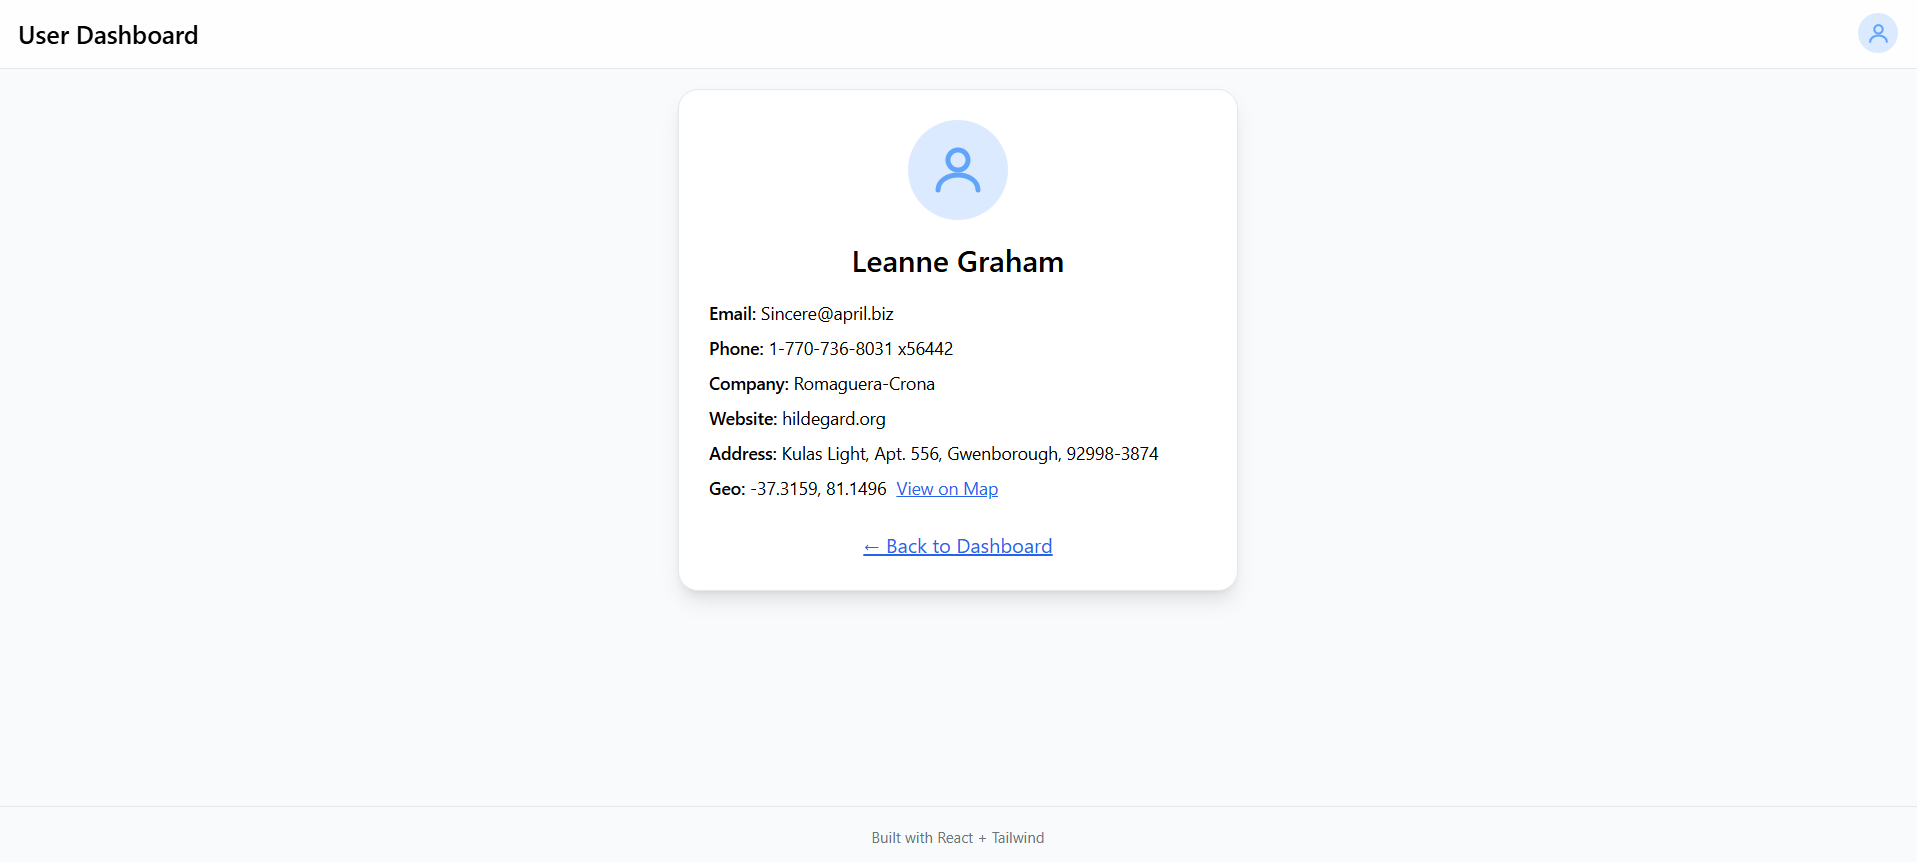 User Dashboard
Leanne Graham
Email: Sincere@april.biz
Phone: 1-770-736-8031 x56442
Company: Romaguera-Crona
Website: hildegard.org
Address: Kulas Light, Apt. 556, Gwenborough, 92998-3874
Geo: -37.3159, 81.1496 View on Map
← Back to Dashboard
Built with React + Tailwind